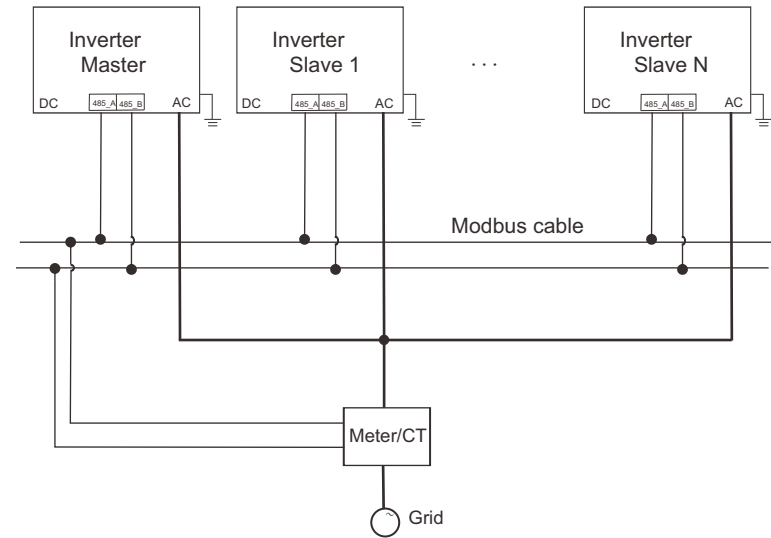 Inverter
Master
Inverter
Slave 1
. . .
Inverter
Slave N
DC
485_A
485_B
AC
DC
485_A
485_B
AC
DC
485_A
485_B
AC
Modbus cable
Meter/CT
~
Grid